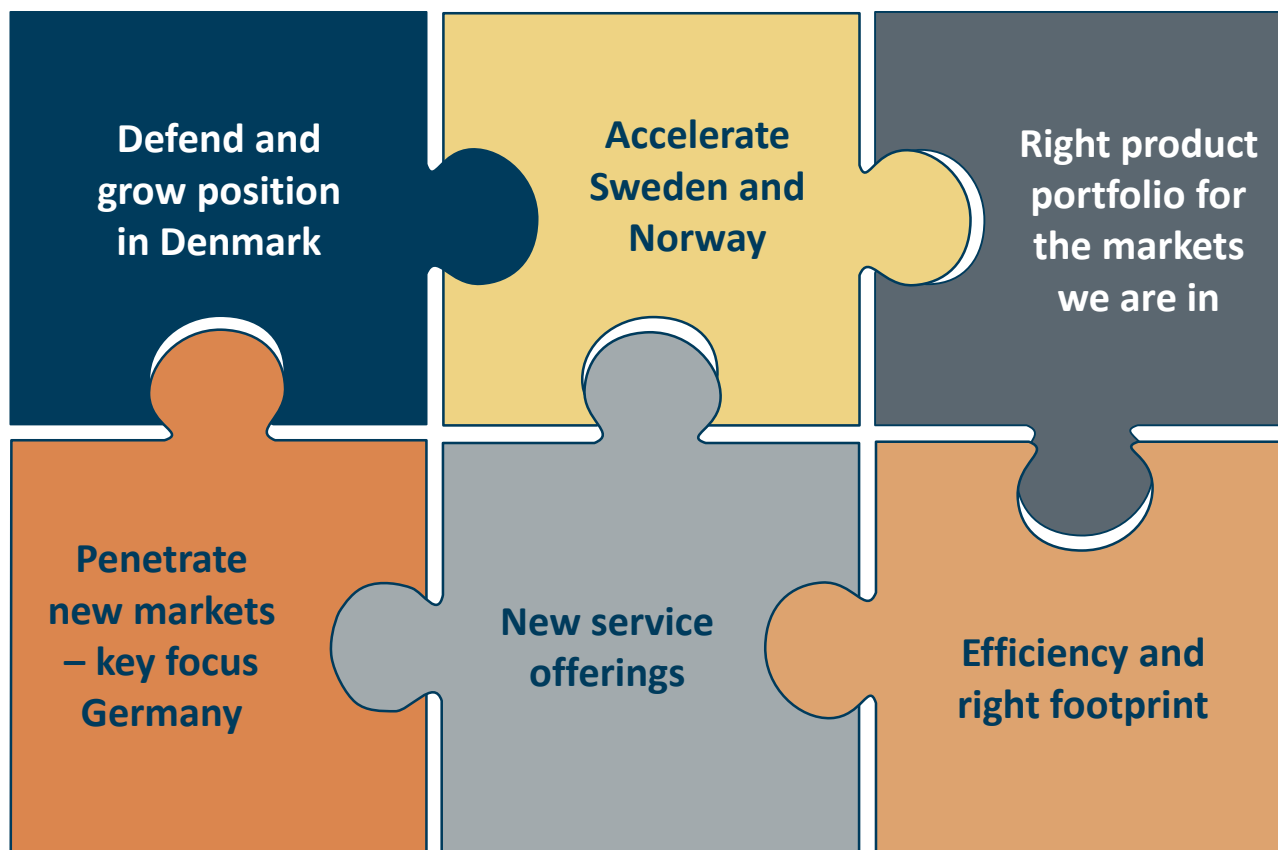 Defend and
grow position
in Denmark
Accelerate
Sweden and
Norway
Right product
portfolio for
the markets
we are in
Penetrate
new markets
– key focus
Germany
New service
offerings
Efficiency and
right footprint